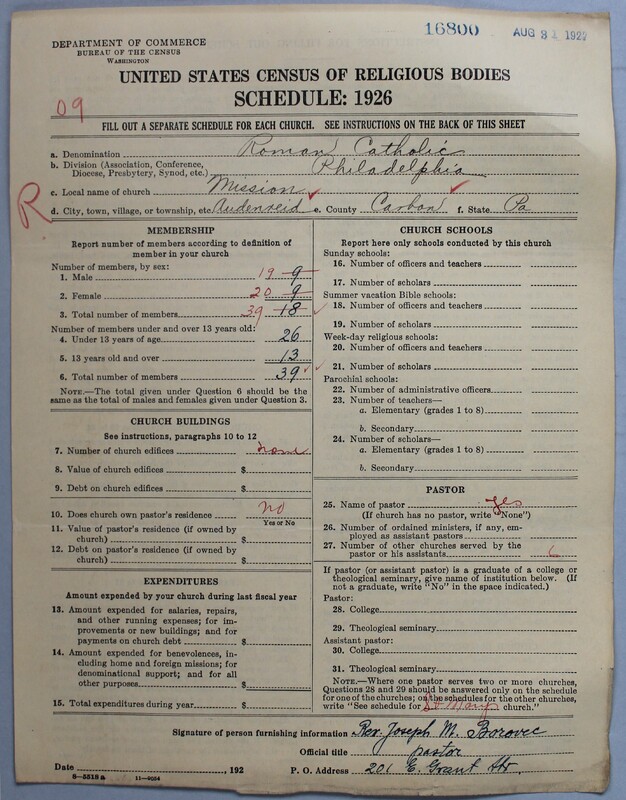 16800
AUG 31 1927
DEPARTMENT OF COMMERCE
BUREAU OF THE CENSUS
WASHINGTON
UNITED STATES CENSUS OF RELIGIOUS BODIES
SCHEDULE: 1926
09
FILL OUT A SEPARATE SCHEDULE FOR EACH CHURCH. SEE INSTRUCTIONS ON THE BACK OF THIS SHEET
a. Denomination Roman Catholic
b. Division (Association, Conference, Diocese, Presbytery, Synod, etc.) Philadelphia
c. Local name of church Mission
R
d. City, town, village, or township, etc. Audenreid e. County Carbon f. State Pa
MEMBERSHIP
Report number of members according to definition of
member in your church
Number of members, by sex:
1. Male 19 9
2. Female 20 9
3. Total number of members 39 18
Number of members under and over 13 years old:
4. Under 13 years of age 26
5. 13 years old and over 13
6. Total number of members 39
NOTE.—The total given under Question 6 should be the
same as the total of males and females given under Question 3.
CHURCH BUILDINGS
See instructions, paragraphs 10 to 12
7. Number of church edifices none
8. Value of church edifices $
9. Debt on church edifices $
10. Does church own pastor's residence no
Yes or No
11. Value of pastor's residence (if owned by
church) $
12. Debt on pastor's residence (if owned by
church) $
EXPENDITURES
Amount expended by your church during last fiscal year
13. Amount expended for salaries, repairs,
and other running expenses; for im-
provements or new buildings; and for
payments on church debt $
14. Amount expended for benevolences, in-
cluding home and foreign missions; for
denominational support; and for all
other purposes $
15. Total expenditures during year $
CHURCH SCHOOLS
Report here only schools conducted by this church
Sunday schools:
16. Number of officers and teachers
17. Number of scholars
Summer vacation Bible schools:
18. Number of officers and teachers
19. Number of scholars
Week-day religious schools:
20. Number of officers and teachers
21. Number of scholars
Parochial schools:
22. Number of administrative officers
23. Number of teachers—
a. Elementary (grades 1 to 8)
b. Secondary
24. Number of scholars—
a. Elementary (grades 1 to 8)
b. Secondary
PASTOR
25. Name of pastor yes
(If church has no pastor, write "None")
26. Number of ordained ministers, if any, em-
ployed as assistant pastors
27. Number of other churches served by the
pastor or his assistants 6
If pastor (or assistant pastor) is a graduate of a college or
theological seminary, give name of institution below. (If
not a graduate, write "No" in the space indicated.)
Pastor:
28. College
29. Theological seminary
Assistant pastor:
30. College
31. Theological seminary
NOTE.—Where one pastor serves two or more churches,
Questions 28 and 29 should be answered only on the schedule
for one of the churches; on the schedules for the other churches,
write "See schedule for St Marys church."
Signature of person furnishing information Rev. Joseph M. Borovec
Official title pastor
Date , 192 P. O. Address 201 E. Grant Str.
8—5518a 11—9054